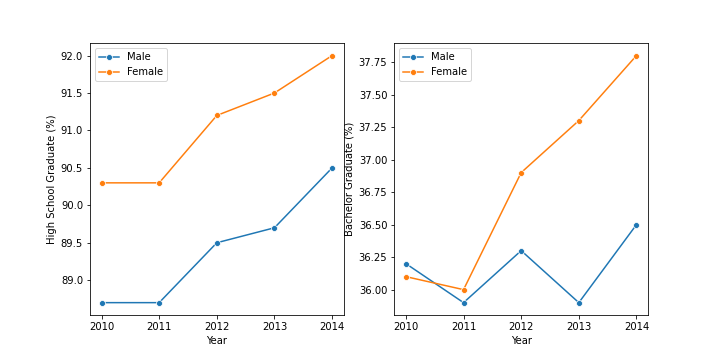 Male
Female
92.0
91.5
91.0
90.5
90.0
89.5
89.0
High School Graduate (%)
2010 2011 2012 2013 2014
Year
Male
Female
37.75
37.50
37.25
37.00
36.75
36.50
36.25
36.00
Bachelor Graduate (%)
2010 2011 2012 2013 2014
Year